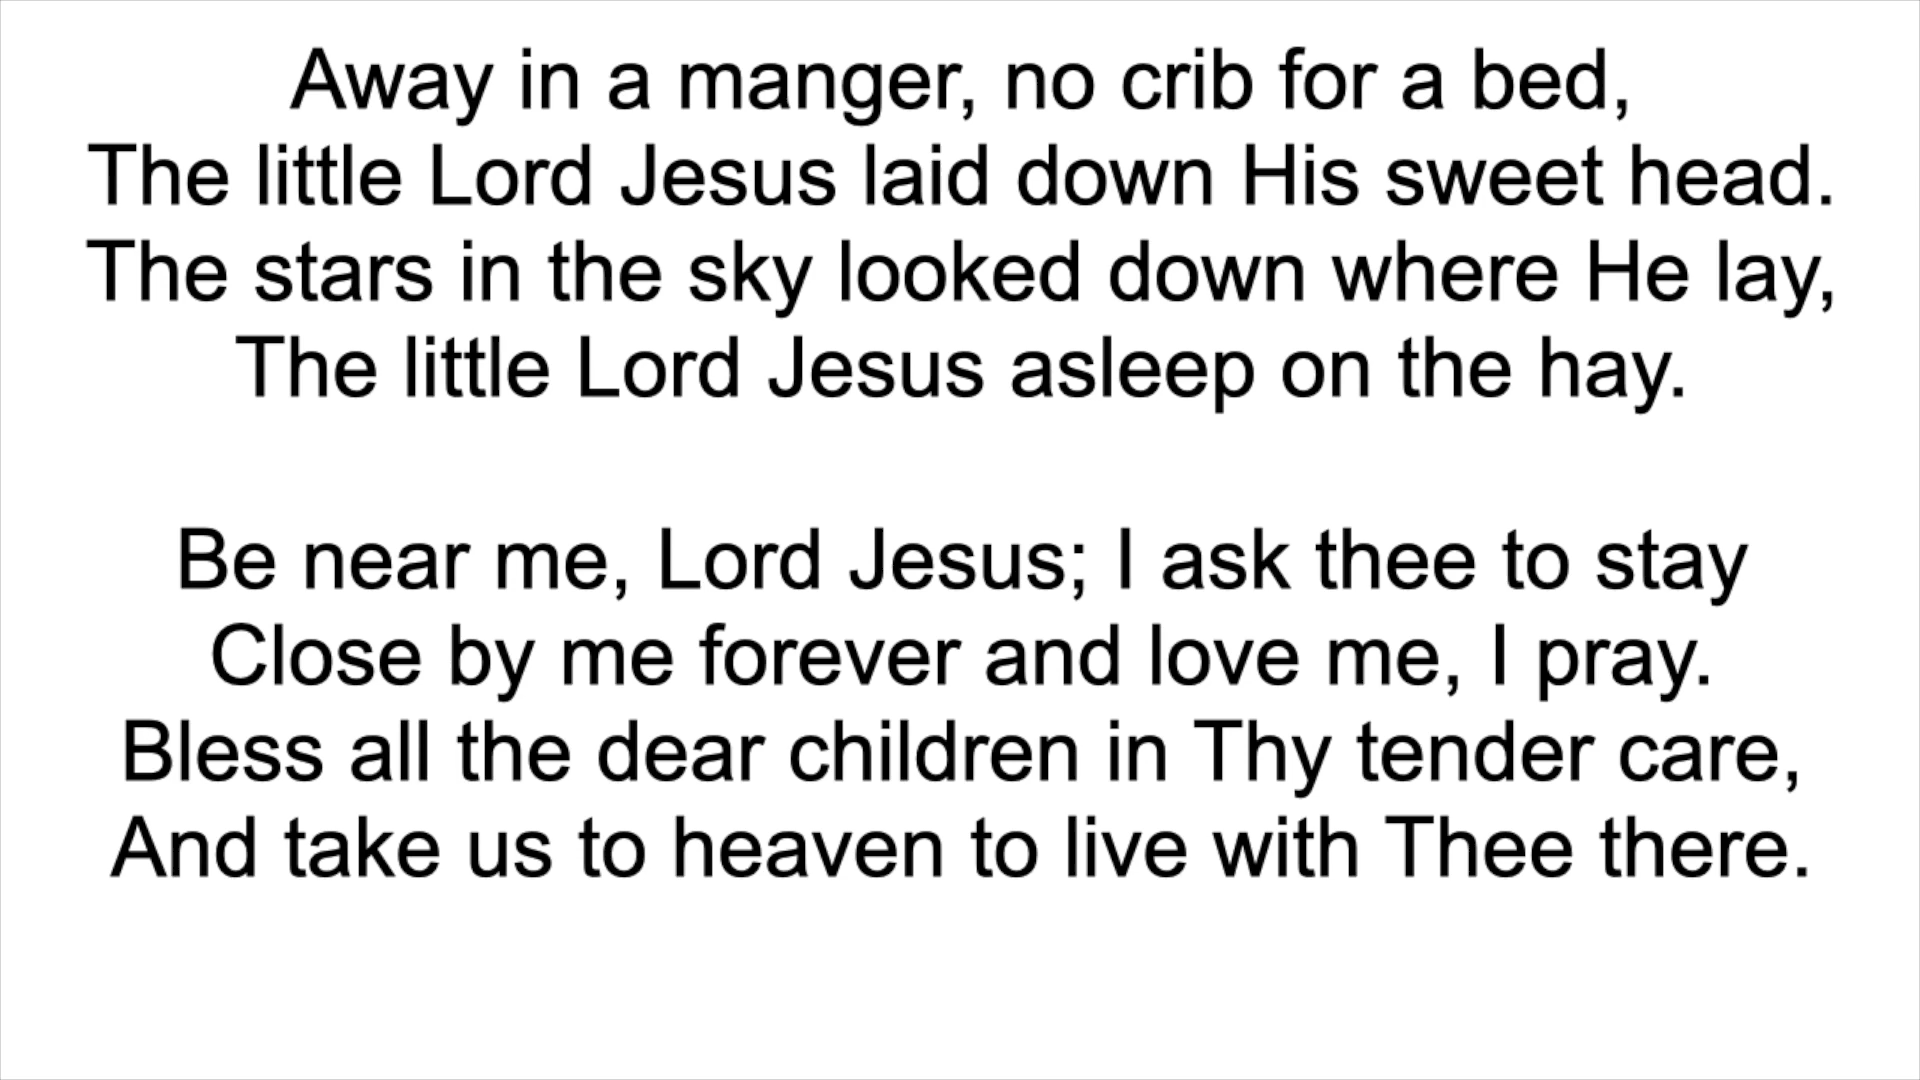 Away in a manger, no crib for a bed,
The little Lord Jesus laid down His sweet head.
The stars in the sky looked down where He lay,
The little Lord Jesus asleep on the hay.
Be near me, Lord Jesus; I ask thee to stay
Close by me forever and love me, I pray.
Bless all the dear children in Thy tender care,
And take us to heaven to live with Thee there.